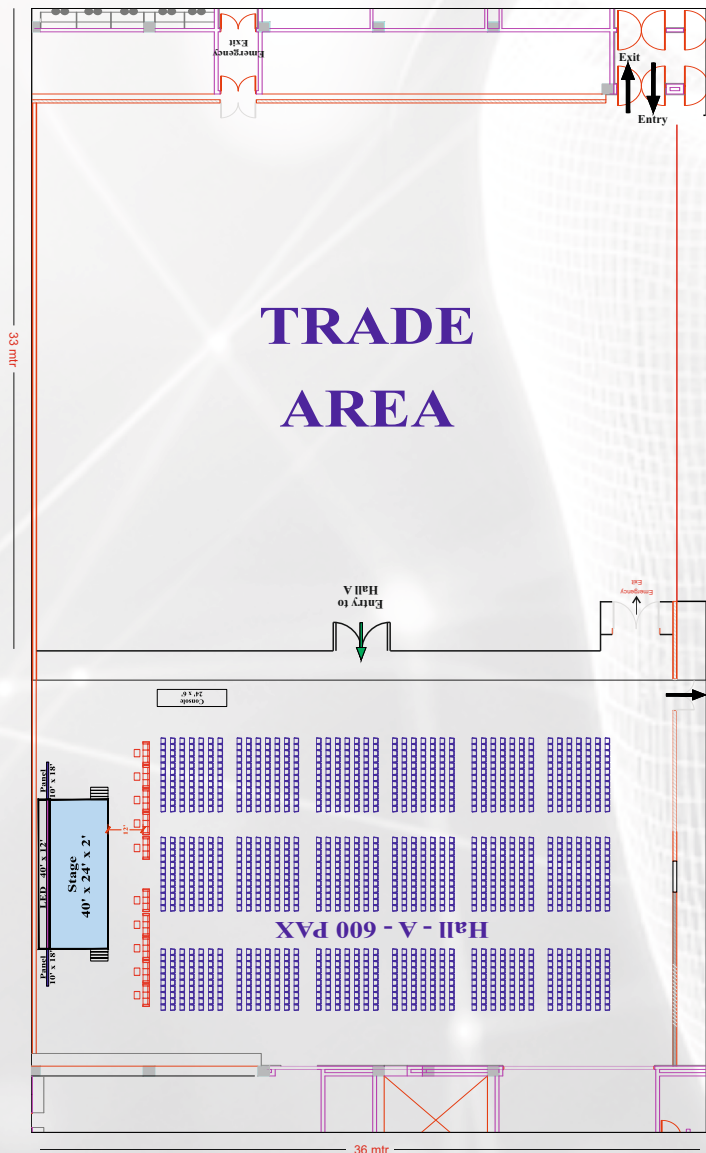 Emergency
Exit
Exit
Entry
33 mtr
TRADE
AREA
Entry to
Hall A
Emergency
Exit
Console
24' x 6'
Panel
10' x 18'
LED 40' x 12'
Stage
40' x 24' x 2'
12'
Hall - A - 600 PAX
Panel
10' x 18'
36 mtr